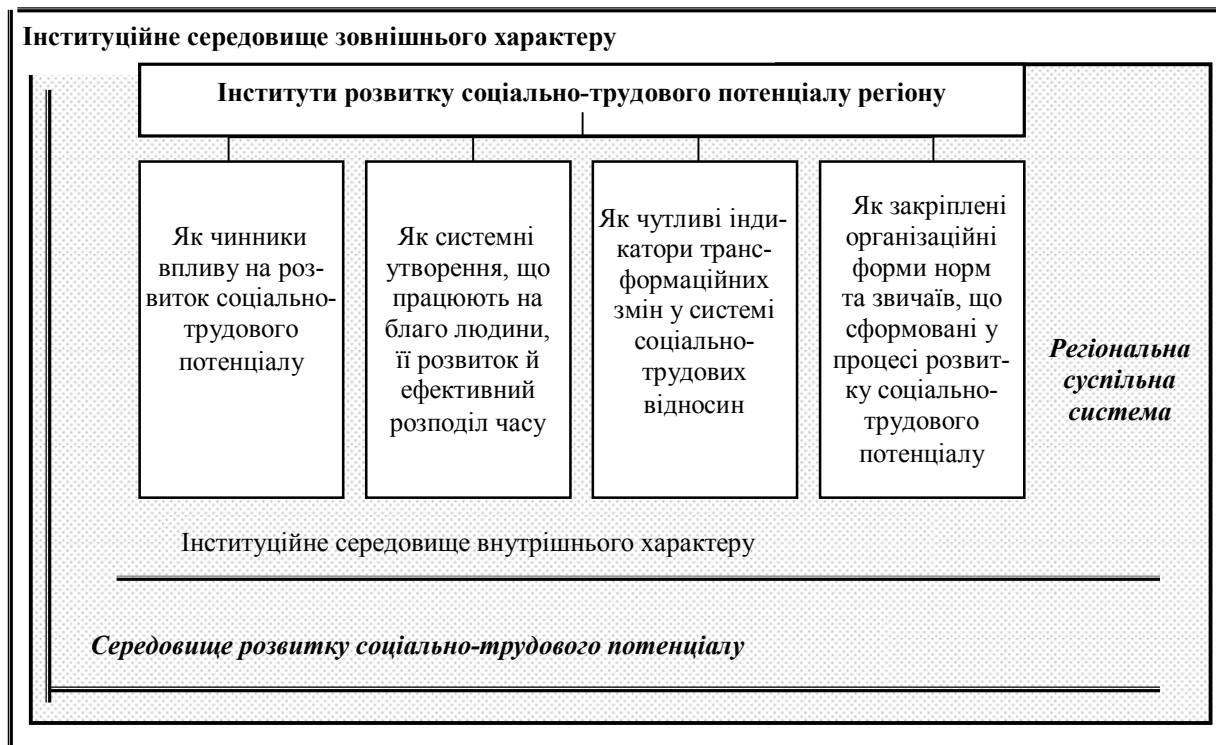 Інституційне середовище зовнішнього характеру
Інститути розвитку соціально-трудового потенціалу регіону
Як чинники
впливу на роз-
виток соціально-
трудового
потенціалу
Як системні
утворення, що
працюють на
благо людини,
її розвиток й
ефективний
розподіл часу
Як чутливі інди-
катори транс-
формаційних
змін у системі
соціально-
трудових
відносин
Як закріплені
організаційні
форми норм
та звичаїв, що
сформовані у
процесі розвит-
ку соціально-
трудового
потенціалу
Регіональна
суспільна
система
Інституційне середовище внутрішнього характеру
Середовище розвитку соціально-трудового потенціалу